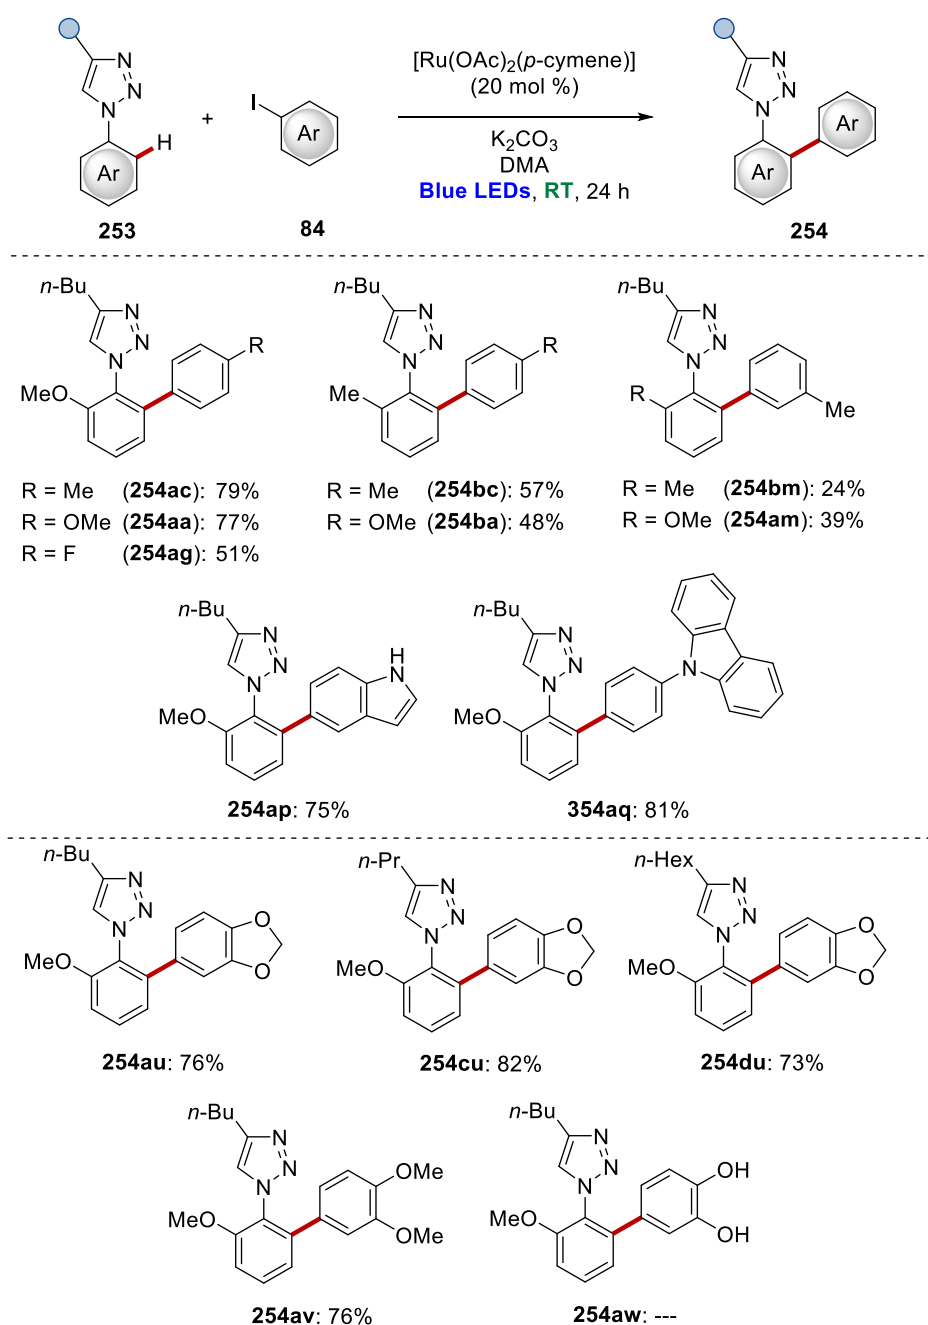 N
N
N
H
Ar
253
+
I
Ar
84
[Ru(OAc)2(p-cymene)]
(20 mol %)
K2CO3
DMA
Blue LEDs, RT, 24 h
N
N
N
Ar
Ar
254
n-Bu
N
N
N
MeO
R
R = Me (254ac): 79%
R = OMe (254aa): 77%
R = F (254ag): 51%
n-Bu
N
N
N
Me
R
R = Me (254bc): 57%
R = OMe (254ba): 48%
n-Bu
N
N
N
R
Me
R = Me (254bm): 24%
R = OMe (254am): 39%
n-Bu
N
N
N
MeO
H
N
254ap: 75%
n-Bu
N
N
N
MeO
N
354aq: 81%
n-Bu
N
N
N
MeO
O
O
254au: 76%
n-Pr
N
N
N
MeO
O
O
254cu: 82%
n-Hex
N
N
N
MeO
O
O
254du: 73%
n-Bu
N
N
N
MeO
OMe
OMe
254av: 76%
n-Bu
N
N
N
MeO
OH
OH
254aw: ---